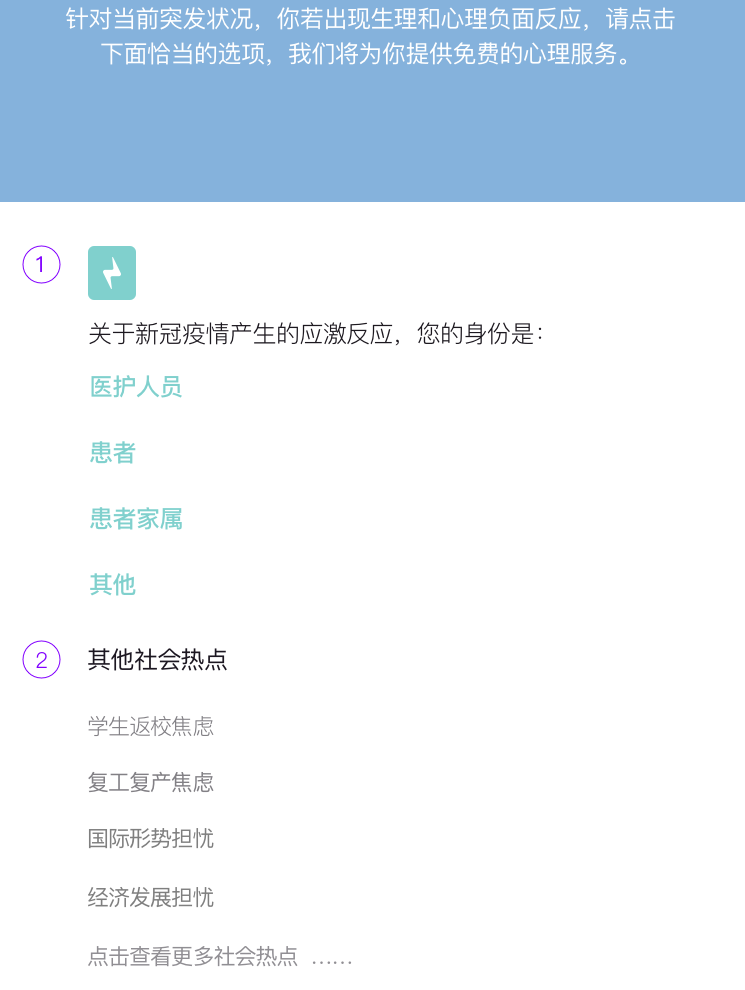 针对当前突发状况，你若出现生理和心理负面反应，请点击
下面恰当的选项，我们将为你提供免费的心理服务。
1
关于新冠疫情产生的应激反应，您的身份是：
医护人员
患者
患者家属
其他
2 其他社会热点
学生返校焦虑
复工复产焦虑
国际形势担忧
经济发展担忧
点击查看更多社会热点 ……